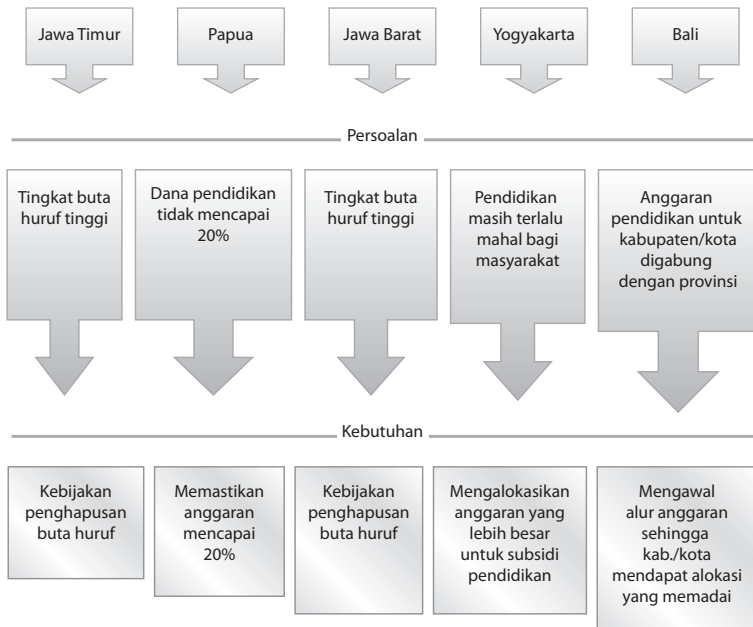 Jawa Timur
Papua
Jawa Barat
Yogyakarta
Bali
Persoalan
Tingkat buta
huruf tinggi
Dana pendidikan
tidak mencapai
20%
Tingkat buta
huruf tinggi
Pendidikan
masih terlalu
mahal bagi
masyarakat
Anggaran
pendidikan untuk
kabupaten/kota
digabung
dengan provinsi
Kebutuhan
Kebijakan
penghapusan
buta huruf
Memastikan
anggaran
mencapai
20%
Kebijakan
penghapusan
buta huruf
Mengalokasikan
anggaran yang
lebih besar
untuk subsidi
pendidikan
Mengawal
alur anggaran
sehingga
kab./kota
mendapat alokasi
yang memadai